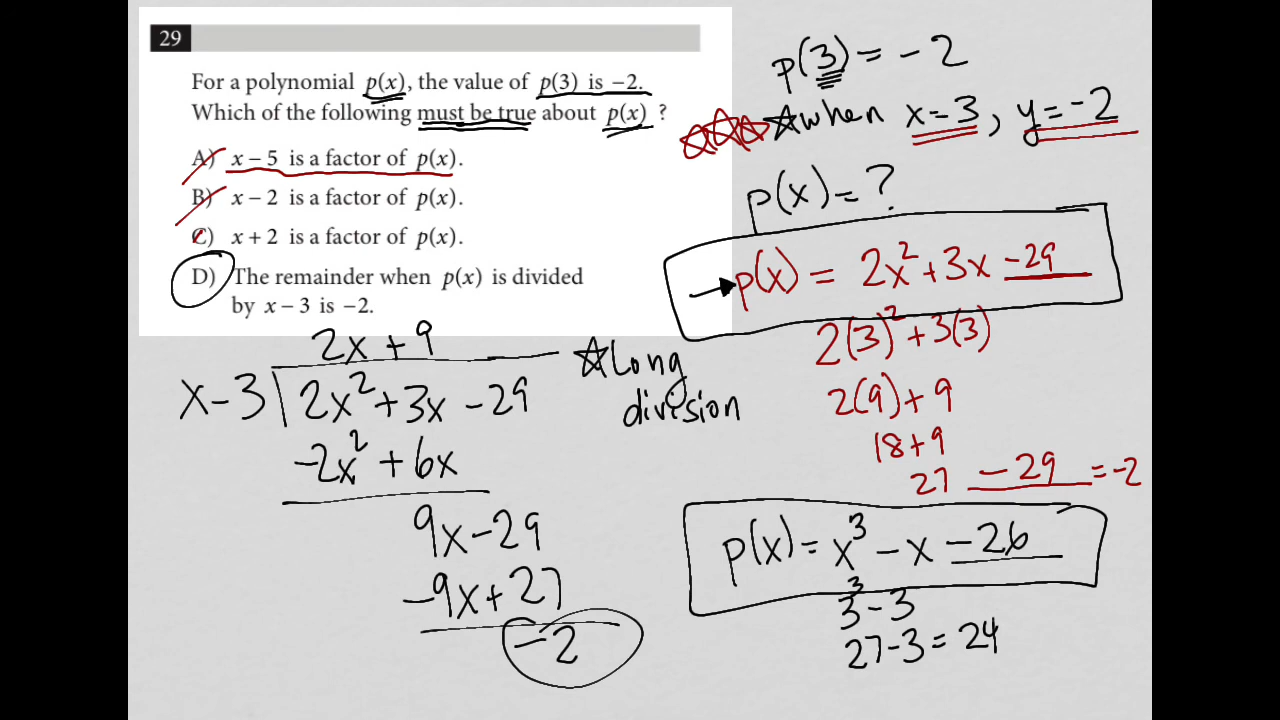 29
For a polynomial p(x), the value of p(3) is −2.
Which of the following must be true about p(x) ?
A) x − 5 is a factor of p(x).
B) x − 2 is a factor of p(x).
C) x + 2 is a factor of p(x).
D) The remainder when p(x) is divided
by x − 3 is −2.
p(3) = −2
when x=3, y=−2
p(x) = ?
p(x) = 2x² + 3x − 29
2(3)² + 3(3)
2(9) + 9
18 + 9
27 − 29 = −2
p(x) = x³ − x − 26
3³ − 3
27 − 3 = 24
Long
division
2x + 9
x − 3 2x² + 3x − 29
−2x² + 6x
9x − 29
−9x + 27
−2